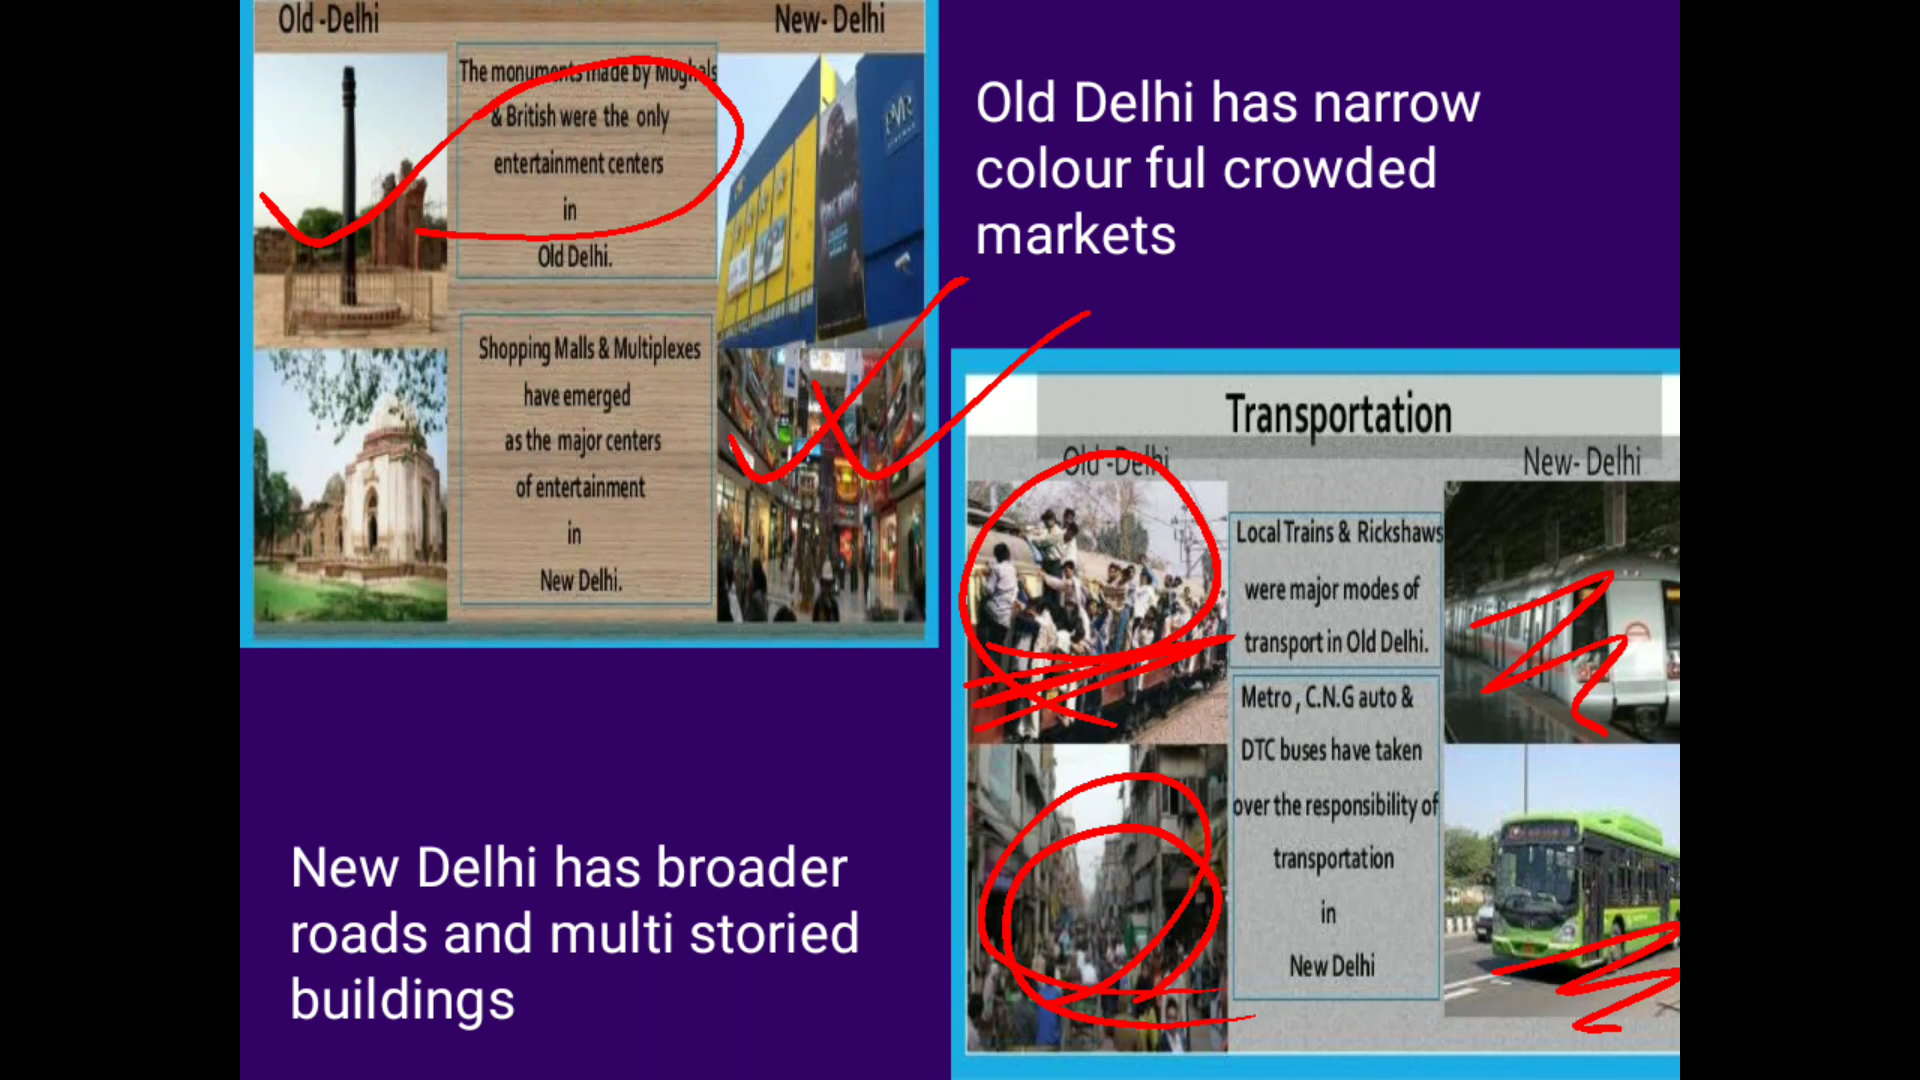 Old -Delhi
New- Delhi
The monuments made by Mughals
& British were the only
entertainment centers
in
Old Delhi.
Shopping Malls & Multiplexes
have emerged
as the major centers
of entertainment
in
New Delhi.
PVR
Old Delhi has narrow
colour ful crowded
markets
Transportation
Old -Delhi
New- Delhi
Local Trains & Rickshaws
were major modes of
transport in Old Delhi.
Metro , C.N.G auto &
DTC buses have taken
over the responsibility of
transportation
in
New Delhi
New Delhi has broader
roads and multi storied
buildings